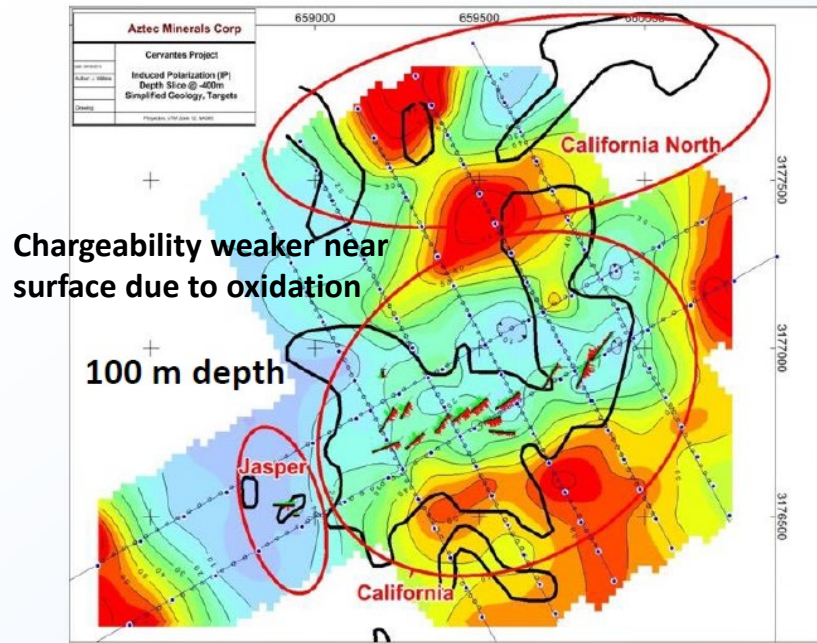 Aztec Minerals Corp
Cervantes Project
Induced Polarization (IP)
Depth Slice @ -400m
Simplified Geology, Targets
Drawing
659000
659500
3177500
3177000
3176500
California North
Chargeability weaker near
surface due to oxidation
100 m depth
Jasper
California